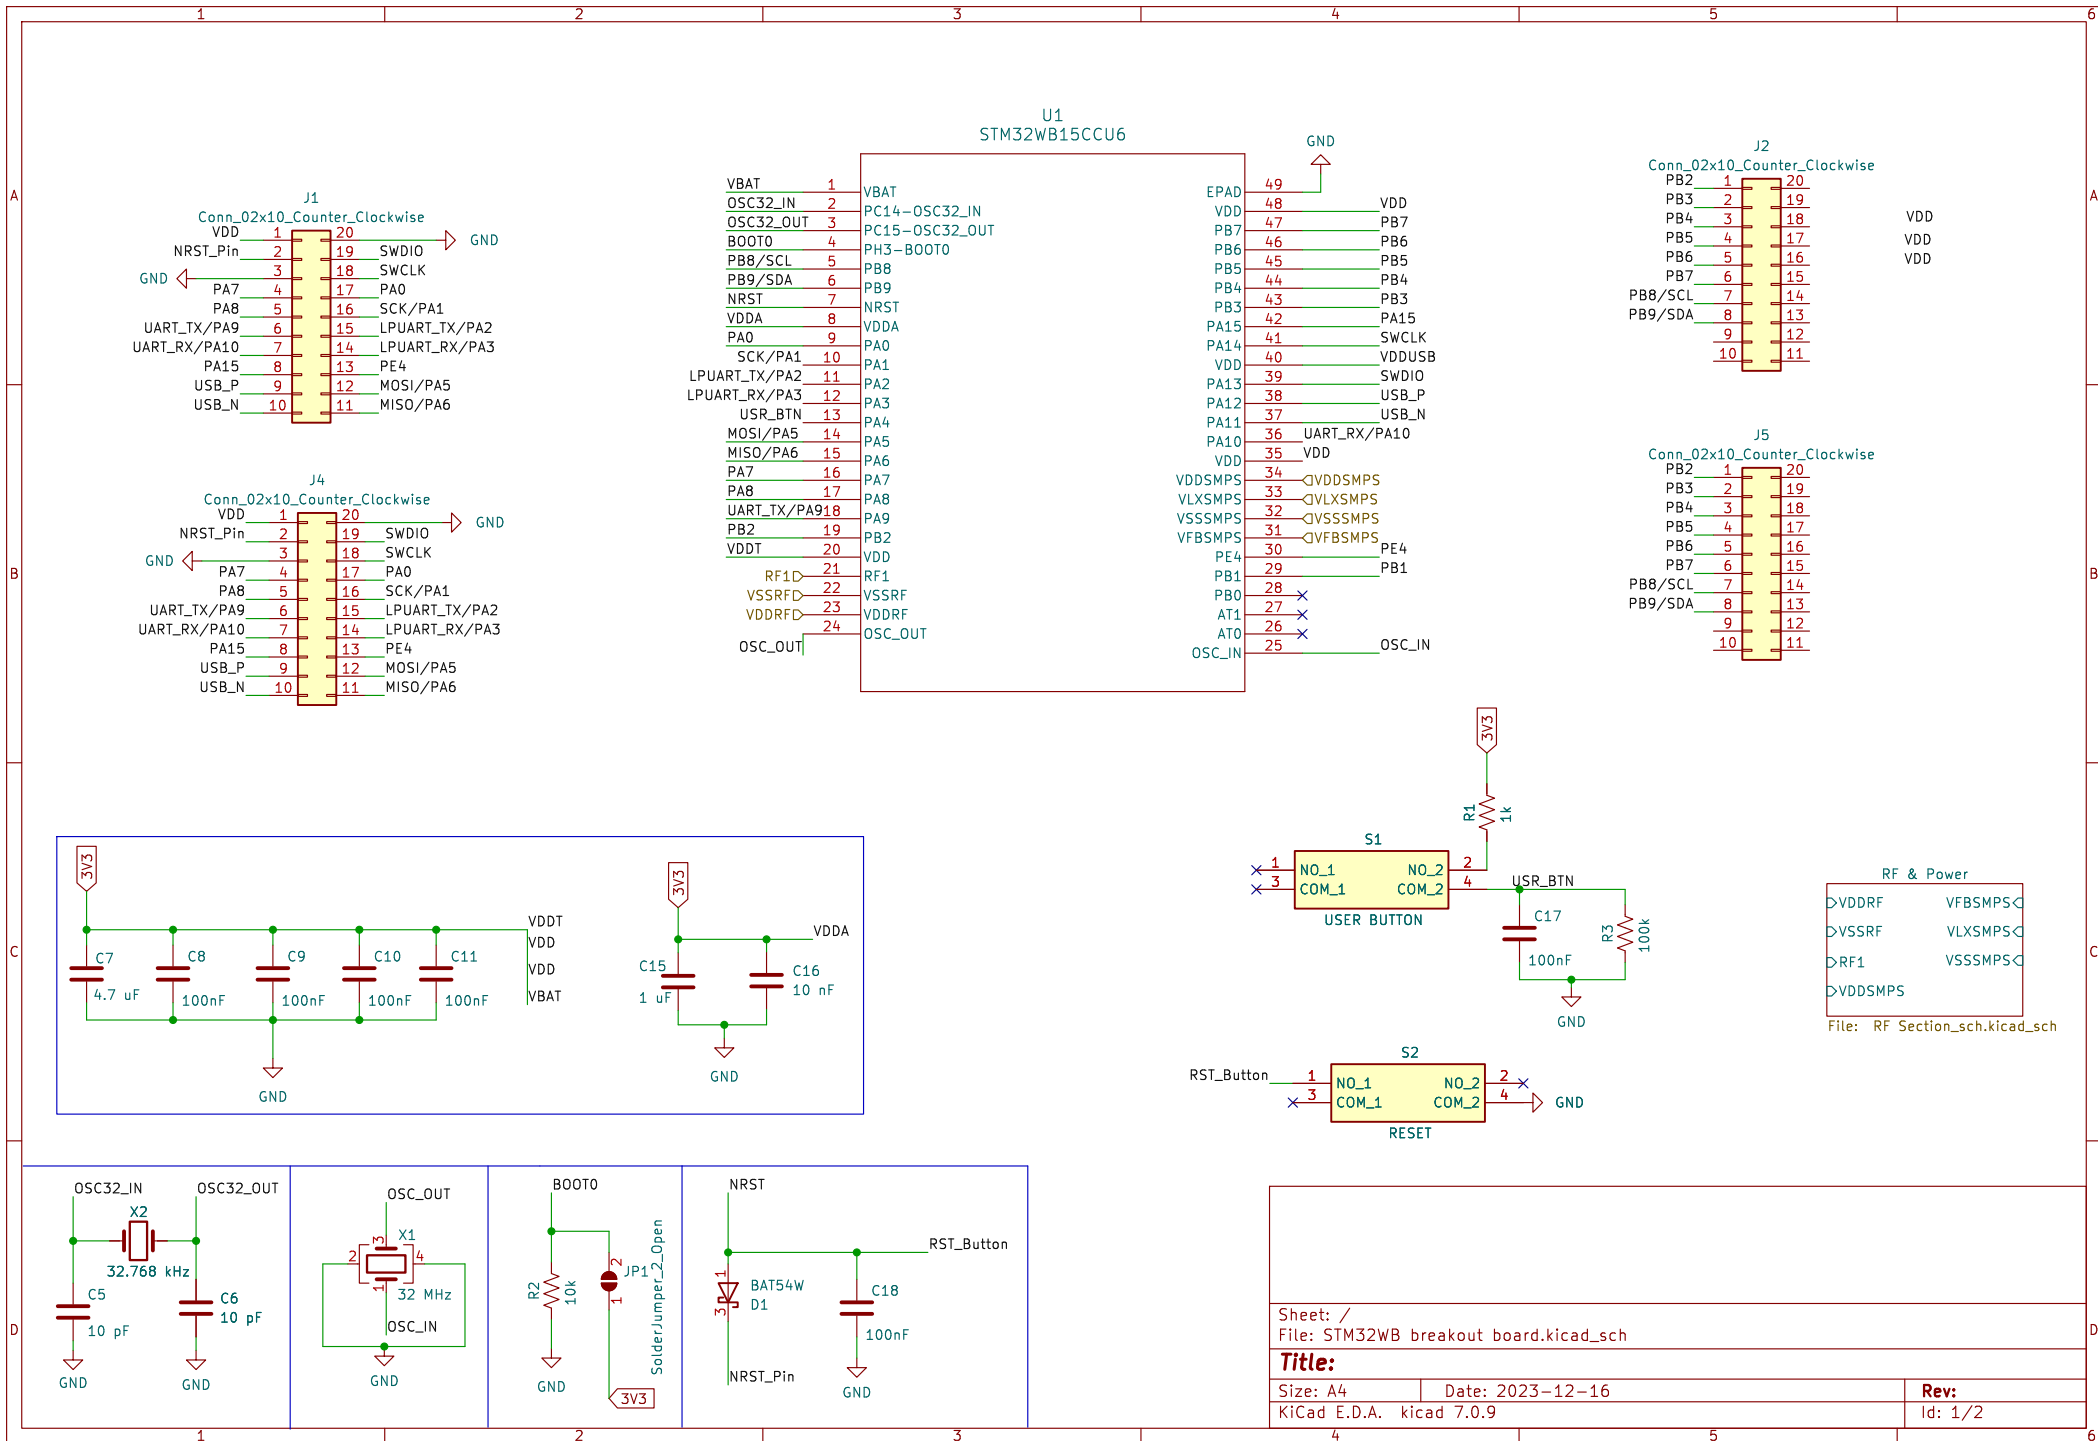 1 2 3 4 5 6
A
B
C
D
A
B
C
D
1 2 3 4 5 6
U1
STM32WB15CCU6
VBAT 1 VBAT
OSC32_IN 2 PC14-OSC32_IN
OSC32_OUT 3 PC15-OSC32_OUT
BOOT0 4 PH3-BOOT0
PB8/SCL 5 PB8
PB9/SDA 6 PB9
NRST 7 NRST
VDDA 8 VDDA
PA0 9 PA0
SCK/PA1 10 PA1
LPUART_TX/PA2 11 PA2
LPUART_RX/PA3 12 PA3
USR_BTN 13 PA4
MOSI/PA5 14 PA5
MISO/PA6 15 PA6
PA7 16 PA7
PA8 17 PA8
UART_TX/PA9 18 PA9
PB2 19 PB2
VDDT 20 VDD
RF1 21 RF1
VSSRF 22 VSSRF
VDDRF 23 VDDRF
OSC_OUT 24 OSC_OUT
GND
EPAD 49
VDD 48 VDD
PB7 47 PB7
PB6 46 PB6
PB5 45 PB5
PB4 44 PB4
PB3 43 PB3
PA15 42 PA15
PA14 41 SWCLK
VDD 40 VDDUSB
PA13 39 SWDIO
PA12 38 USB_P
PA11 37 USB_N
PA10 36 UART_RX/PA10
VDD 35 VDD
VDDSMPS 34 VDDSMPS
VLXSMPS 33 VLXSMPS
VSSSMPS 32 VSSSMPS
VFBSMPS 31 VFBSMPS
PE4 30 PE4
PB1 29 PB1
PB0 28
AT1 27
AT0 26
OSC_IN 25 OSC_IN
J1
Conn_02x10_Counter_Clockwise
VDD 1 20 GND
NRST_Pin 2 19 SWDIO
GND 3 18 SWCLK
PA7 4 17 PA0
PA8 5 16 SCK/PA1
UART_TX/PA9 6 15 LPUART_TX/PA2
UART_RX/PA10 7 14 LPUART_RX/PA3
PA15 8 13 PE4
USB_P 9 12 MOSI/PA5
USB_N 10 11 MISO/PA6
J4
Conn_02x10_Counter_Clockwise
VDD 1 20 GND
NRST_Pin 2 19 SWDIO
GND 3 18 SWCLK
PA7 4 17 PA0
PA8 5 16 SCK/PA1
UART_TX/PA9 6 15 LPUART_TX/PA2
UART_RX/PA10 7 14 LPUART_RX/PA3
PA15 8 13 PE4
USB_P 9 12 MOSI/PA5
USB_N 10 11 MISO/PA6
J2
Conn_02x10_Counter_Clockwise
PB2 1 20
PB3 2 19
PB4 3 18
PB5 4 17
PB6 5 16
PB7 6 15
PB8/SCL 7 14
PB9/SDA 8 13
9 12
10 11
VDD
VDD
VDD
J5
Conn_02x10_Counter_Clockwise
PB2 1 20
PB3 2 19
PB4 3 18
PB5 4 17
PB6 5 16
PB7 6 15
PB8/SCL 7 14
PB9/SDA 8 13
9 12
10 11
3V3
C7
4.7 uF
C8
100nF
C9
100nF
C10
100nF
C11
100nF
VDDT
VDD
VDD
VBAT
GND
3V3
VDDA
C15
1 uF
C16
10 nF
GND
3V3
R1
1k
S1
1 NO_1 NO_2 2
3 COM_1 COM_2 4
USER BUTTON
USR_BTN
C17
100nF
R3
100k
GND
RF & Power
VDDRF VFBSMPS
VSSRF VLXSMPS
RF1 VSSSMPS
VDDSMPS
File: RF Section_sch.kicad_sch
S2
RST_Button 1 NO_1 NO_2 2
3 COM_1 COM_2 4 GND
RESET
OSC32_IN
OSC32_OUT
X2
32.768 kHz
C5
10 pF
C6
10 pF
GND
GND
OSC_OUT
X1
3
2 4
1
32 MHz
OSC_IN
GND
BOOT0
R2
10k
GND
2
JP1
1
SolderJumper_2_Open
3V3
NRST
RST_Button
1
BAT54W
D1
3
NRST_Pin
C18
100nF
GND
Sheet: /
File: STM32WB breakout board.kicad_sch
Title:
Size: A4 Date: 2023-12-16 Rev:
KiCad E.D.A. kicad 7.0.9 Id: 1/2